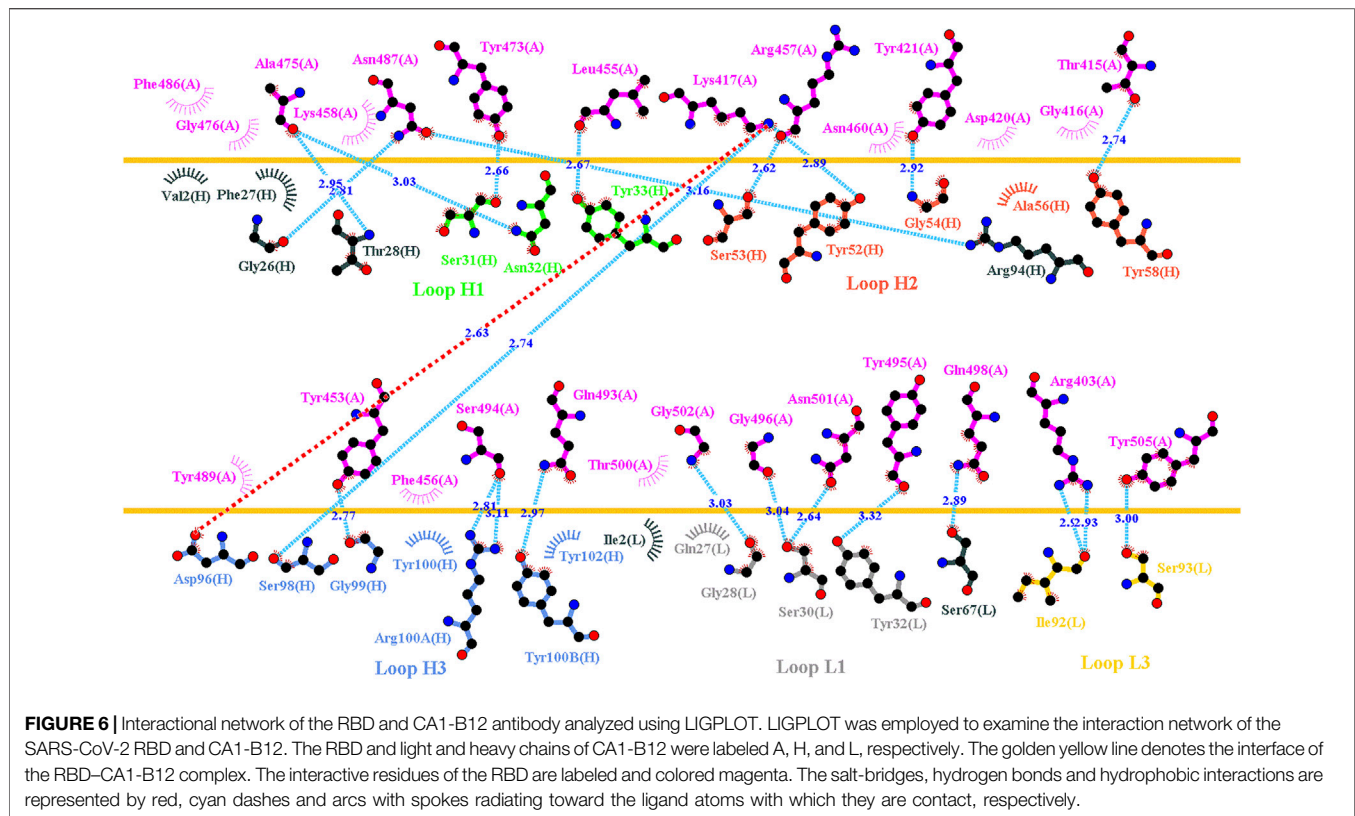 Tyr473(A)
Arg457(A)
Tyr421(A)
Asn487(A)
Ala475(A)
Leu455(A)
Thr415(A)
Phe486(A)
Lys417(A)
Lys458(A)
Gly416(A)
Gly476(A)
Asn460(A)
Asp420(A)
2.74
2.66
2.67
2.62
2.89
2.92
2.95
2.81
3.03
3.16
Val2(H)
Phe27(H)
Tyr33(H)
Ala56(H)
Gly54(H)
Gly26(H)
Thr28(H)
Ser31(H)
Asn32(H)
Ser53(H)
Tyr52(H)
Arg94(H)
Tyr58(H)
Loop H1
Loop H2
2.63
2.74
Tyr495(A)
Gln498(A)
Arg403(A)
Tyr453(A)
Gln493(A)
Ser494(A)
Gly502(A)
Gly496(A)
Asn501(A)
Tyr505(A)
Tyr489(A)
Phe456(A)
Thr500(A)
2.77
2.81
3.11
2.97
3.03
3.04
2.64
3.32
2.89
2.93
3.00
Asp96(H)
Ser98(H)
Gly99(H)
Tyr100(H)
Tyr102(H)
Ile2(L)
Gln27(L)
Gly28(L)
Ser30(L)
Tyr32(L)
Ser67(L)
Ile92(L)
Ser93(L)
Arg100A(H)
Tyr100B(H)
Loop H3
Loop L1
Loop L3
FIGURE 6 | Interactional network of the RBD and CA1-B12 antibody analyzed using LIGPLOT. LIGPLOT was employed to examine the interaction network of the
SARS-CoV-2 RBD and CA1-B12. The RBD and light and heavy chains of CA1-B12 were labeled A, H, and L, respectively. The golden yellow line denotes the interface of
the RBD–CA1-B12 complex. The interactive residues of the RBD are labeled and colored magenta. The salt-bridges, hydrogen bonds and hydrophobic interactions are
represented by red, cyan dashes and arcs with spokes radiating toward the ligand atoms with which they are contact, respectively.